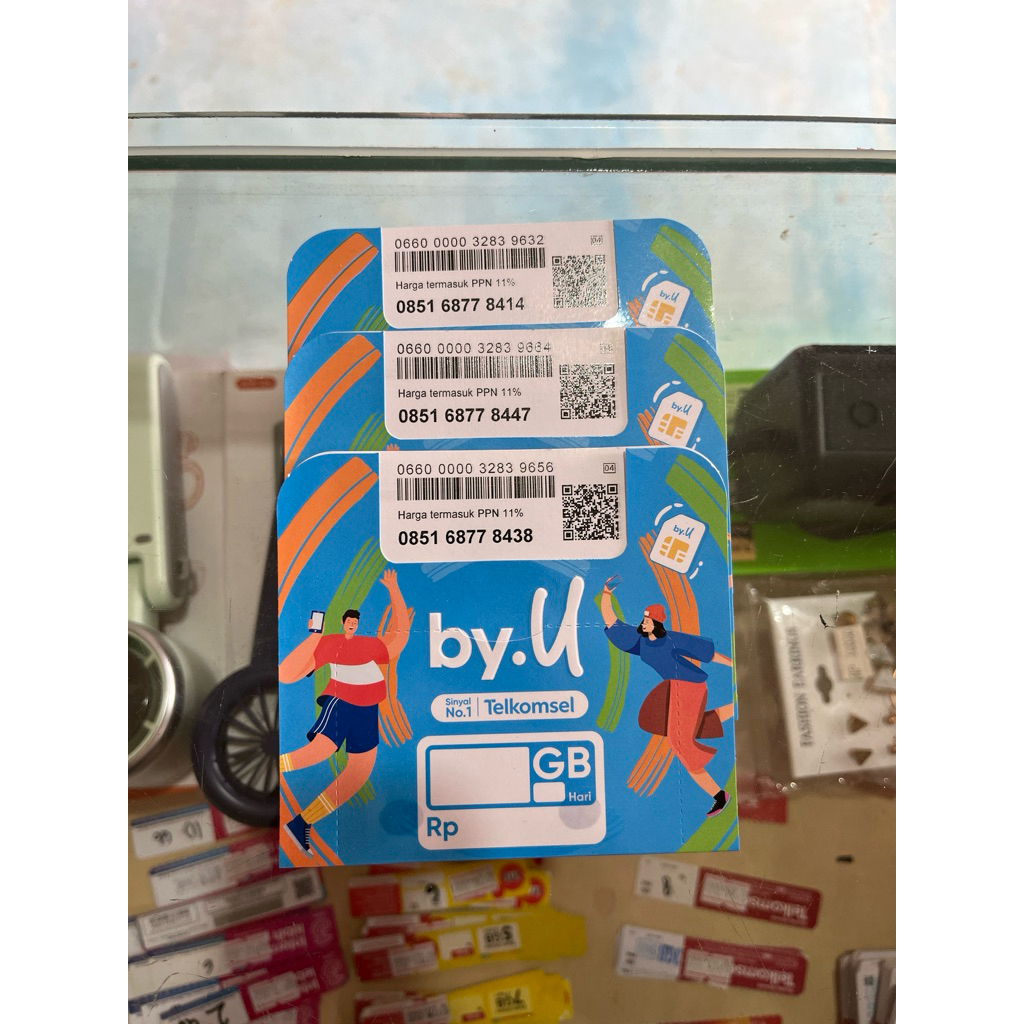 0660 0000 3283 9632
04
Harga termasuk PPN 11%
0851 6877 8414
by.U
0660 0000 3283 9664
04
Harga termasuk PPN 11%
0851 6877 8447
by.U
0660 0000 3283 9656
04
Harga termasuk PPN 11%
0851 6877 8438
by.U
by.U
Sinyal No.1 Telkomsel
GB
Hari
Rp
FASHION EARRINGS